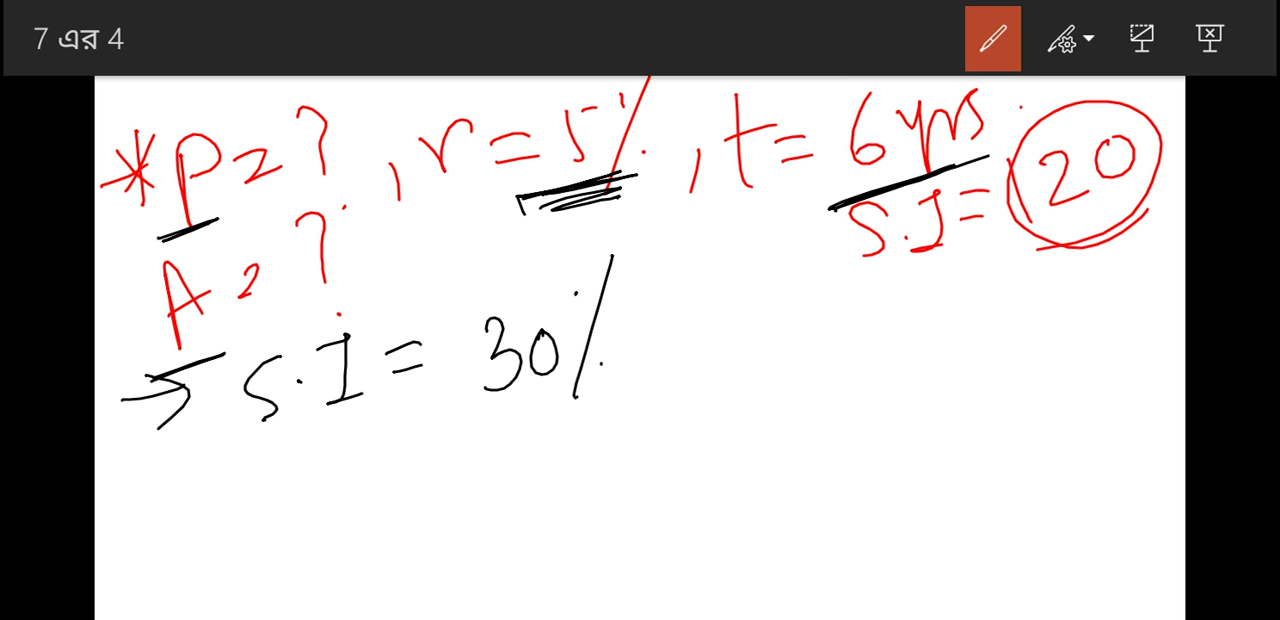 7 এর 4
*P = ?, r = 5%, t = 6 yrs.
S.I = 20
A = ?
→ S.I = 30%